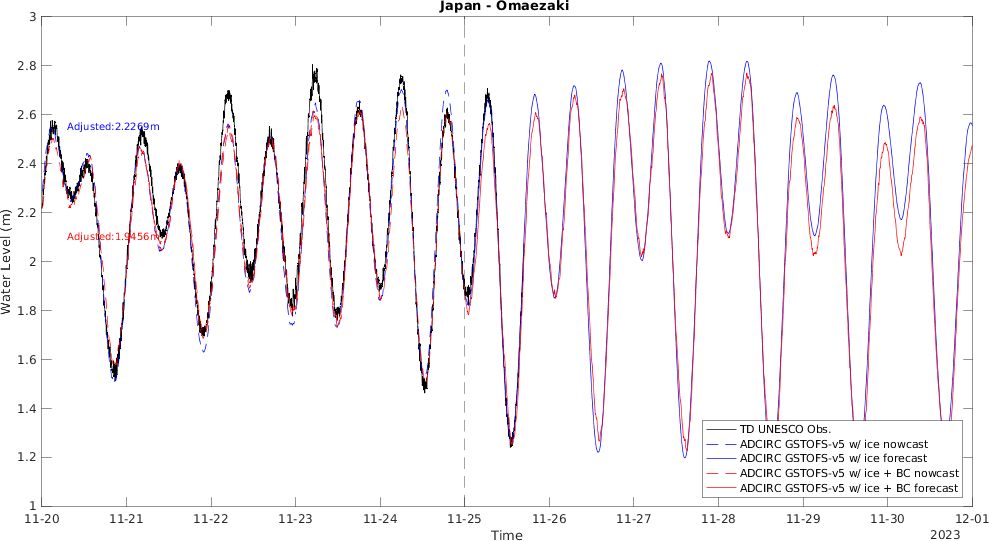 Japan - Omaezaki
Water Level (m)
3
2.8
2.6
2.4
2.2
2
1.8
1.6
1.4
1.2
1
Adjusted:2.2269m
Adjusted:1.9456m
TD UNESCO Obs.
ADCIRC GSTOFS-v5 w/ ice nowcast
ADCIRC GSTOFS-v5 w/ ice forecast
ADCIRC GSTOFS-v5 w/ ice + BC nowcast
ADCIRC GSTOFS-v5 w/ ice + BC forecast
11-20 11-21 11-22 11-23 11-24 11-25 11-26 11-27 11-28 11-29 11-30 12-01
Time
2023